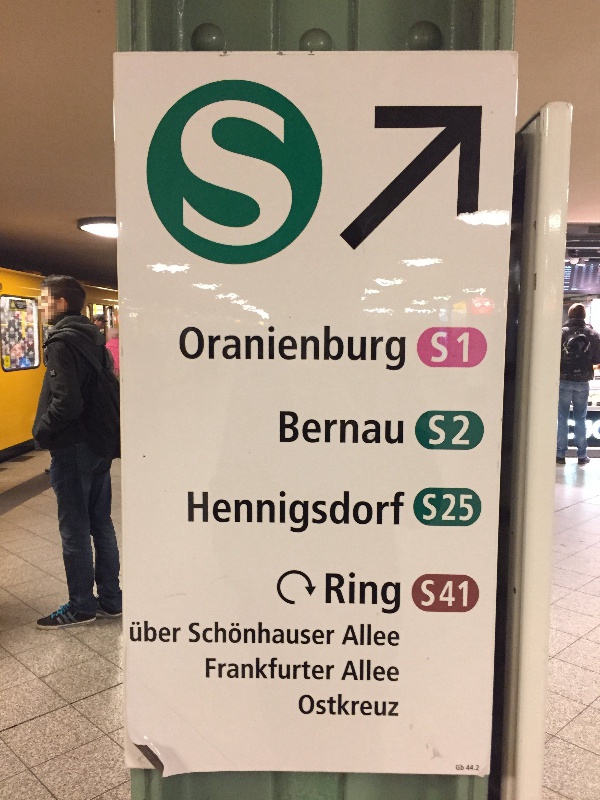 S
Oranienburg S1
Bernau S2
Hennigsdorf S25
Ring S41
über Schönhauser Allee
Frankfurter Allee
Ostkreuz
Gb 44.2